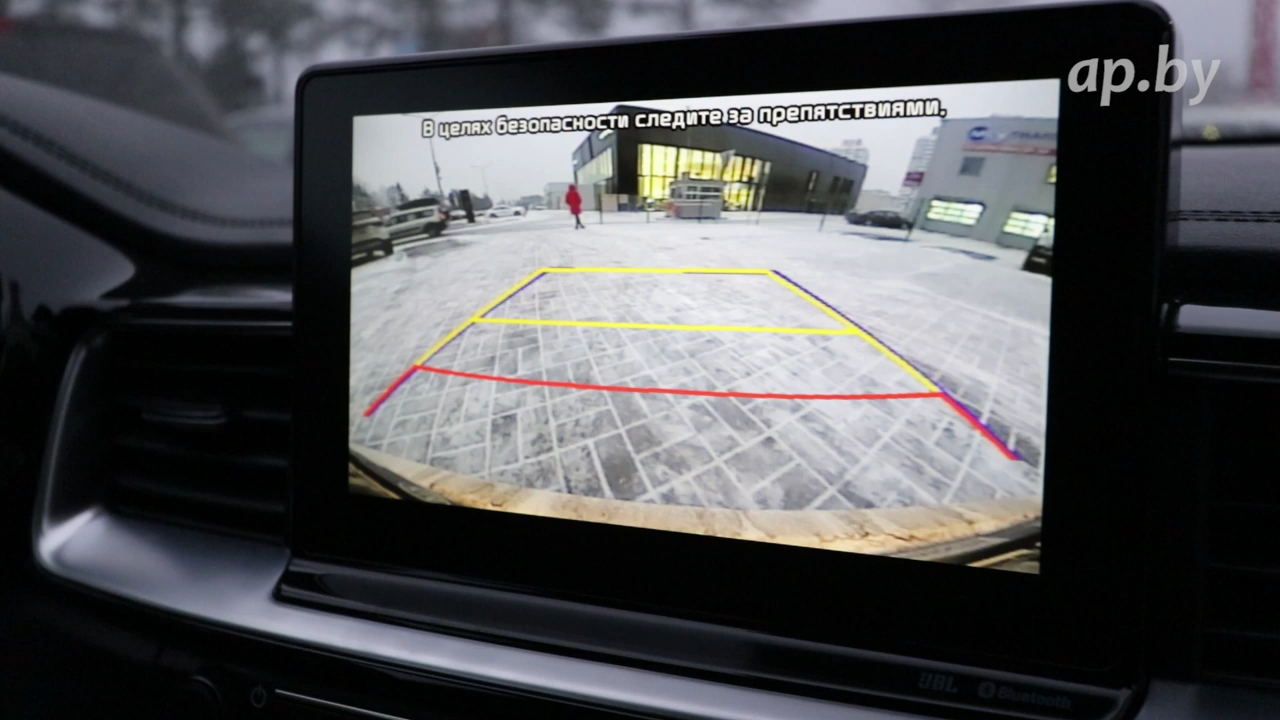 ap.by
В целях безопасности следите за препятствиями.
JBL
Bluetooth